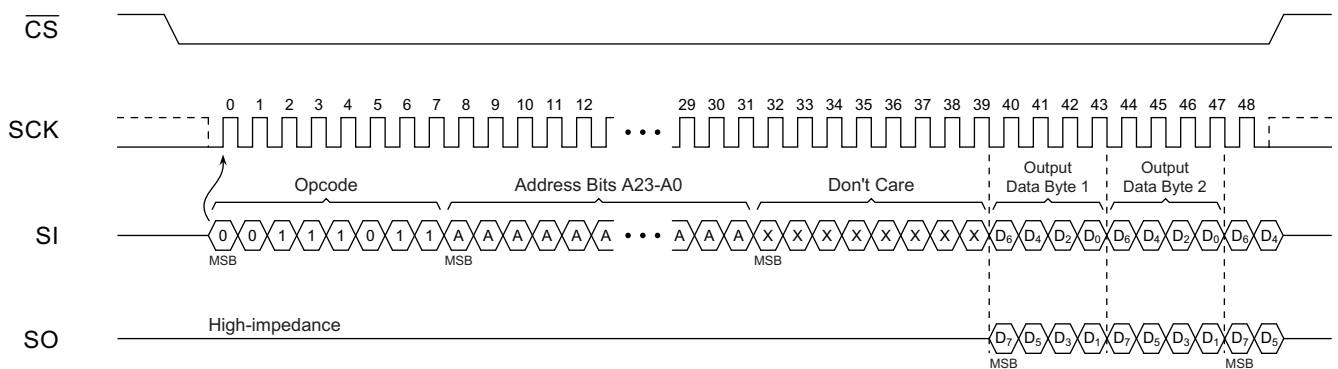 CS
0 1 2 3 4 5 6 7 8 9 10 11 12 29 30 31 32 33 34 35 36 37 38 39 40 41 42 43 44 45 46 47 48
SCK •••
Opcode Address Bits A23-A0 Don't Care Output Data Byte 1 Output Data Byte 2
SI 0 0 1 1 1 0 1 1 A A A A A A ••• A A A X X X X X X X X D6 D4 D2 D0 D6 D4 D2 D0 D6 D4
MSB MSB MSB
High-impedance
SO D7 D5 D3 D1 D7 D5 D3 D1 D7 D5
MSB MSB